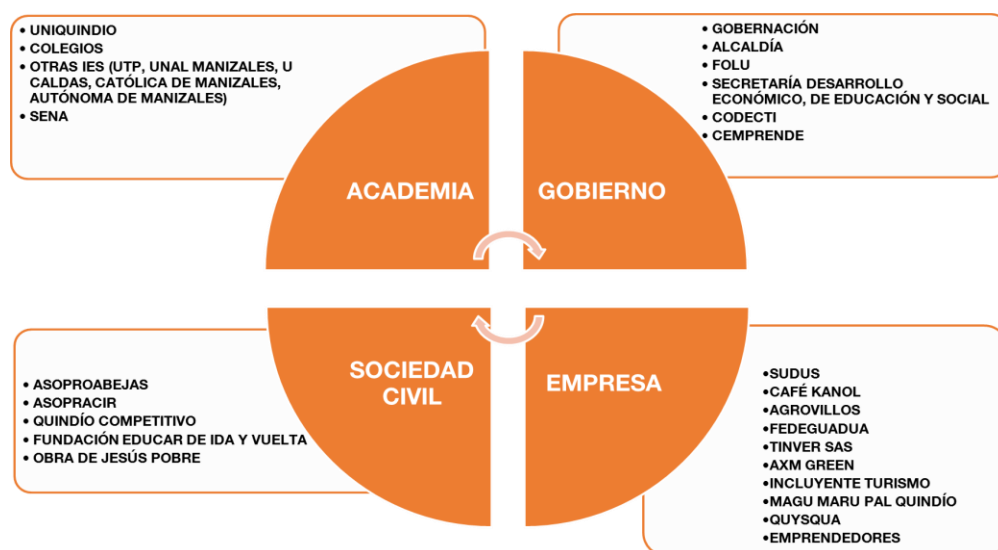 • UNIQUINDIO
• COLEGIOS
• OTRAS IES (UTP, UNAL MANIZALES, U
CALDAS, CATÓLICA DE MANIZALES,
AUTÓNOMA DE MANIZALES)
• SENA
• GOBERNACIÓN
• ALCALDÍA
• FOLU
• SECRETARÍA DESARROLLO
ECONÓMICO, DE EDUCACIÓN Y SOCIAL
• CODECTI
• CEMPRENDE
ACADEMIA
GOBIERNO
SOCIEDAD
CIVIL
EMPRESA
• ASOPROABEJAS
• ASOPRACIR
• QUINDÍO COMPETITIVO
• FUNDACIÓN EDUCAR DE IDA Y VUELTA
• OBRA DE JESÚS POBRE
•SUDUS
•CAFÉ KANOL
•AGROVILLOS
•FEDEGUADUA
•TINVER SAS
•AXM GREEN
•INCLUYENTE TURISMO
•MAGU MARU PAL QUINDÍO
•QUYSQUA
•EMPRENDEDORES